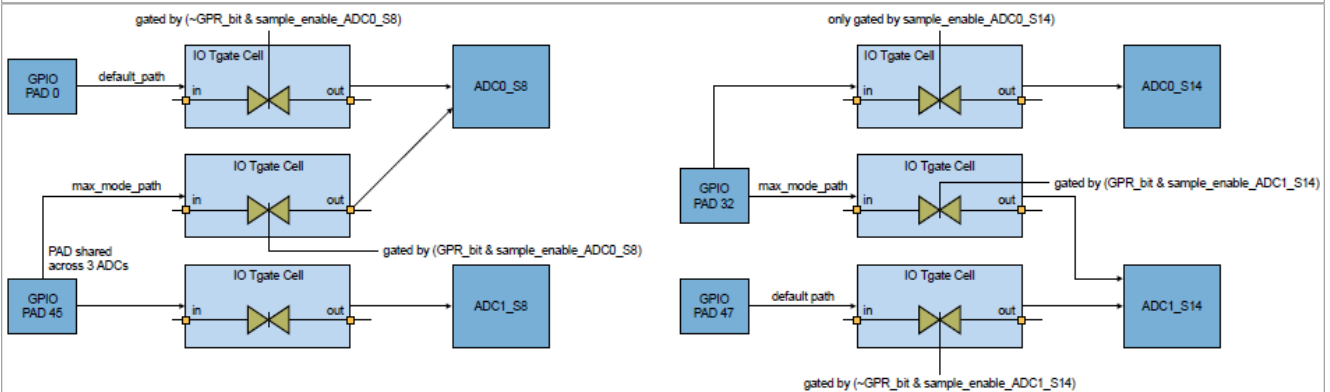 gated by (~GPR_bit & sample_enable_ADC0_S8)
IO Tgate Cell
GPIO
PAD 0
default_path
in
out
ADC0_S8
IO Tgate Cell
max_mode_path
in
out
gated by (GPR_bit & sample_enable_ADC0_S8)
PAD shared
across 3 ADCs
IO Tgate Cell
GPIO
PAD 45
in
out
ADC1_S8
only gated by sample_enable_ADC0_S14)
IO Tgate Cell
in
out
ADC0_S14
IO Tgate Cell
GPIO
PAD 32
max_mode_path
in
out
gated by (GPR_bit & sample_enable_ADC1_S14)
IO Tgate Cell
GPIO
PAD 47
default path
in
out
ADC1_S14
gated by (~GPR_bit & sample_enable_ADC1_S14)